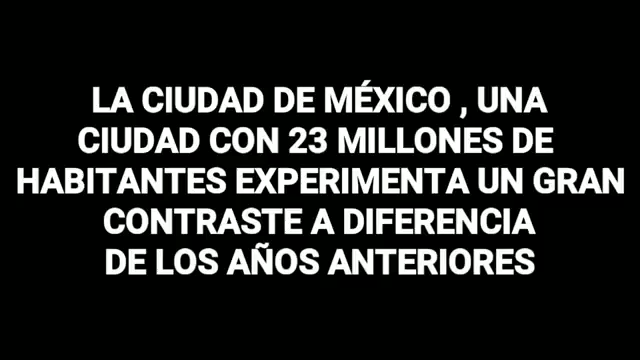 LA CIUDAD DE MÉXICO , UNA
CIUDAD CON 23 MILLONES DE
HABITANTES EXPERIMENTA UN GRAN
CONTRASTE A DIFERENCIA
DE LOS AÑOS ANTERIORES